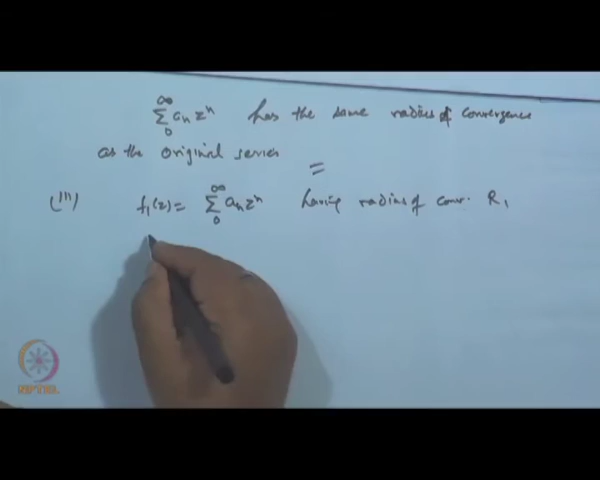 ∞∑0 aₙ zⁿ has the same radius of convergence
as the original series
(III) f₁(z) = ∞∑0 aₙ zⁿ having radius of conv. R₁
NPTEL